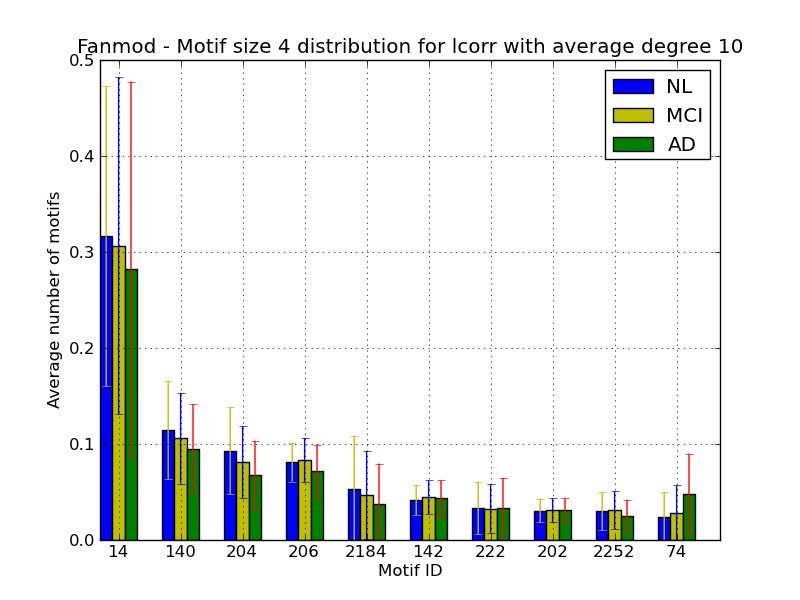 Fanmod - Motif size 4 distribution for lcorr with average degree 10
NL
MCI
AD
Average number of motifs
0.5
0.4
0.3
0.2
0.1
0.0
14 140 204 206 2184 142 222 202 2252 74
Motif ID